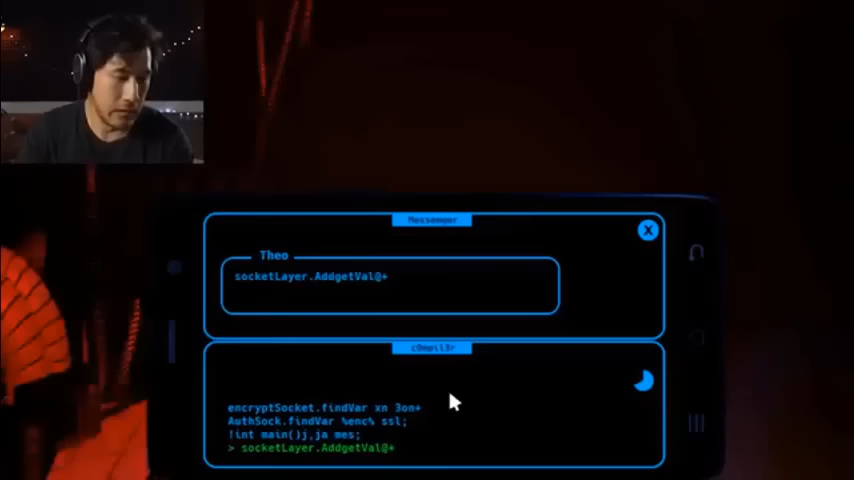 Messenger
X
Theo
socketLayer.AddgetVal@+
c0mpil3r
encryptSocket.findVar xn 3on+
AuthSock.findVar %enc% ssl;
!int main()j,ja mes;
> socketLayer.AddgetVal@+